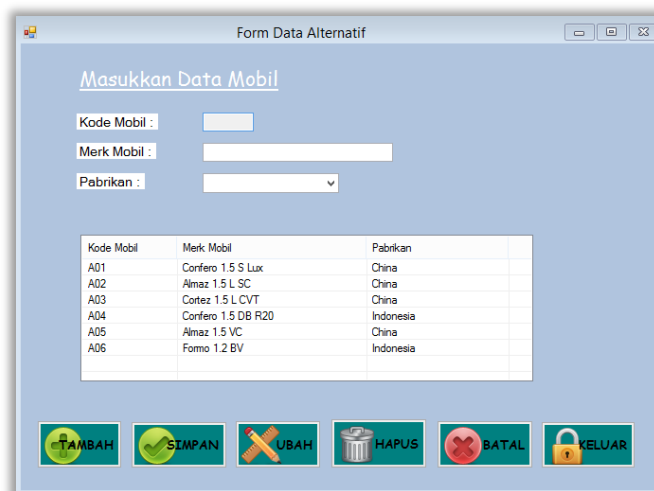 Form Data Alternatif
Masukkan Data Mobil
Kode Mobil :
Merk Mobil :
Pabrikan :
Kode Mobil Merk Mobil Pabrikan
A01 Confero 1.5 S Lux China
A02 Almaz 1.5 L SC China
A03 Cortez 1.5 L CVT China
A04 Confero 1.5 DB R20 Indonesia
A05 Almaz 1.5 VC China
A06 Formo 1.2 BV Indonesia
TAMBAH SIMPAN UBAH HAPUS BATAL KELUAR